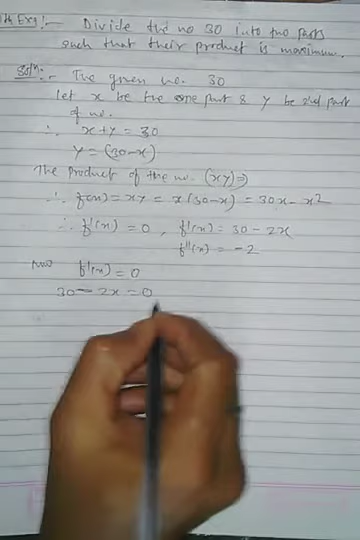 Ex:- Divide the no 30 into two parts
such that their product is maximum.
Soln:- The given no. 30
Let x be the one part & y be 2nd part
of no.
∴ x+y = 30
y = (30-x)
The product of the no. (xy) ⇒
∴ f(x) = xy = x(30-x) = 30x - x²
∴ f'(x) = 0, f'(x) = 30 - 2x
f''(x) = -2
Now f'(x) = 0
30 - 2x = 0